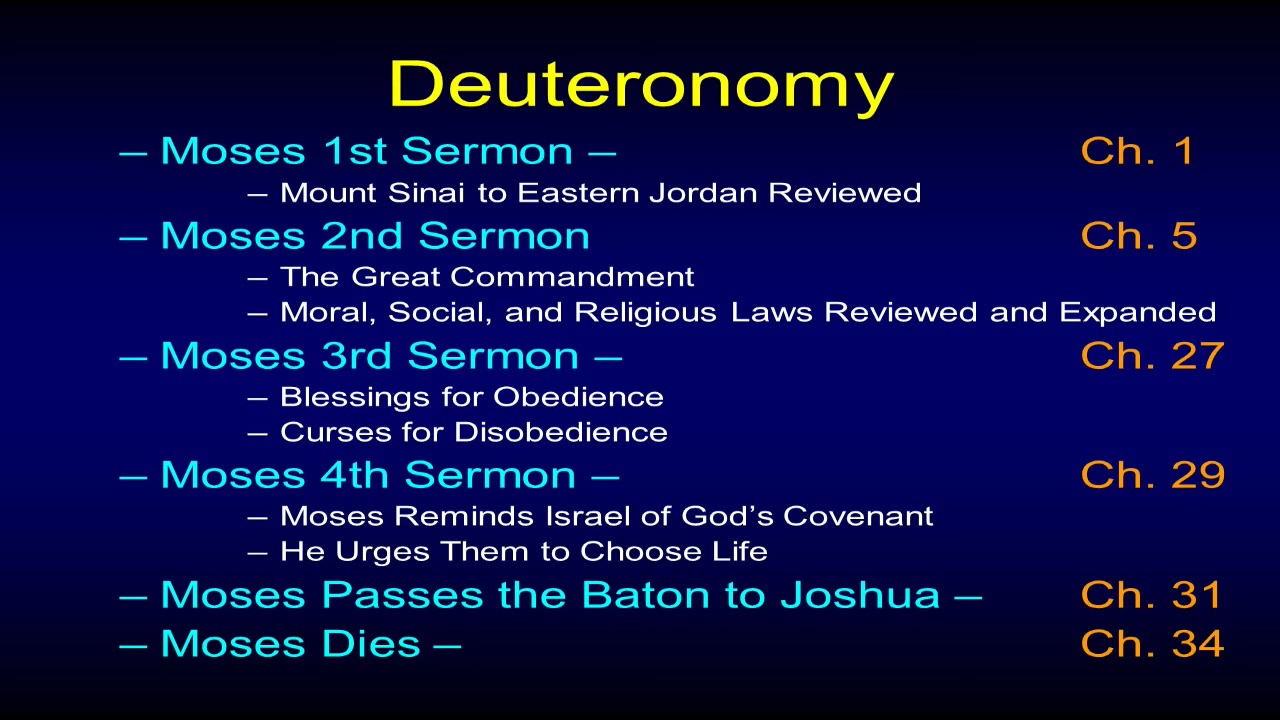 Deuteronomy
– Moses 1st Sermon – Ch. 1
– Mount Sinai to Eastern Jordan Reviewed
– Moses 2nd Sermon Ch. 5
– The Great Commandment
– Moral, Social, and Religious Laws Reviewed and Expanded
– Moses 3rd Sermon – Ch. 27
– Blessings for Obedience
– Curses for Disobedience
– Moses 4th Sermon – Ch. 29
– Moses Reminds Israel of God’s Covenant
– He Urges Them to Choose Life
– Moses Passes the Baton to Joshua – Ch. 31
– Moses Dies – Ch. 34